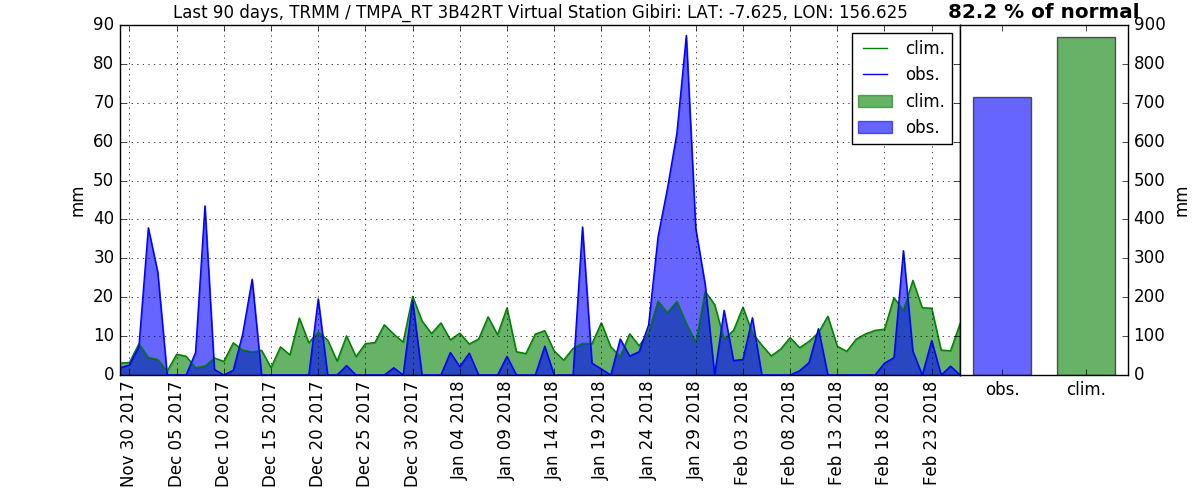 Last 90 days, TRMM / TMPA_RT 3B42RT Virtual Station Gibiri: LAT: -7.625, LON: 156.625
82.2 % of normal
90
80
70
60
50
40
30
20
10
0
mm
clim.
obs.
clim.
obs.
900
800
700
600
500
400
300
200
100
0
mm
Nov 30 2017
Dec 05 2017
Dec 10 2017
Dec 15 2017
Dec 20 2017
Dec 25 2017
Dec 30 2017
Jan 04 2018
Jan 09 2018
Jan 14 2018
Jan 19 2018
Jan 24 2018
Jan 29 2018
Feb 03 2018
Feb 08 2018
Feb 13 2018
Feb 18 2018
Feb 23 2018
obs.
clim.